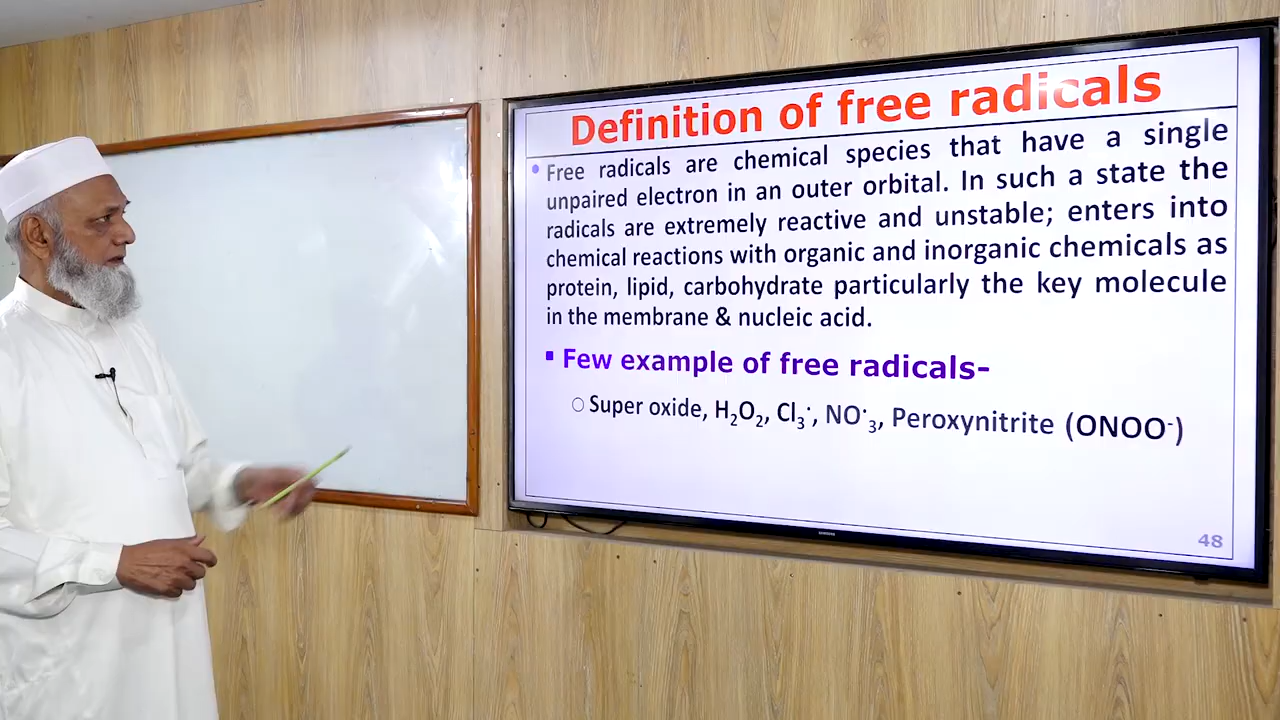 Definition of free radicals
• Free radicals are chemical species that have a single
unpaired electron in an outer orbital. In such a state the
radicals are extremely reactive and unstable; enters into
chemical reactions with organic and inorganic chemicals as
protein, lipid, carbohydrate particularly the key molecule
in the membrane & nucleic acid.
▪ Few example of free radicals-
○ Super oxide, H₂O₂, Cl₃˙, NO˙₃, Peroxynitrite (ONOO⁻)
48
SAMSUNG